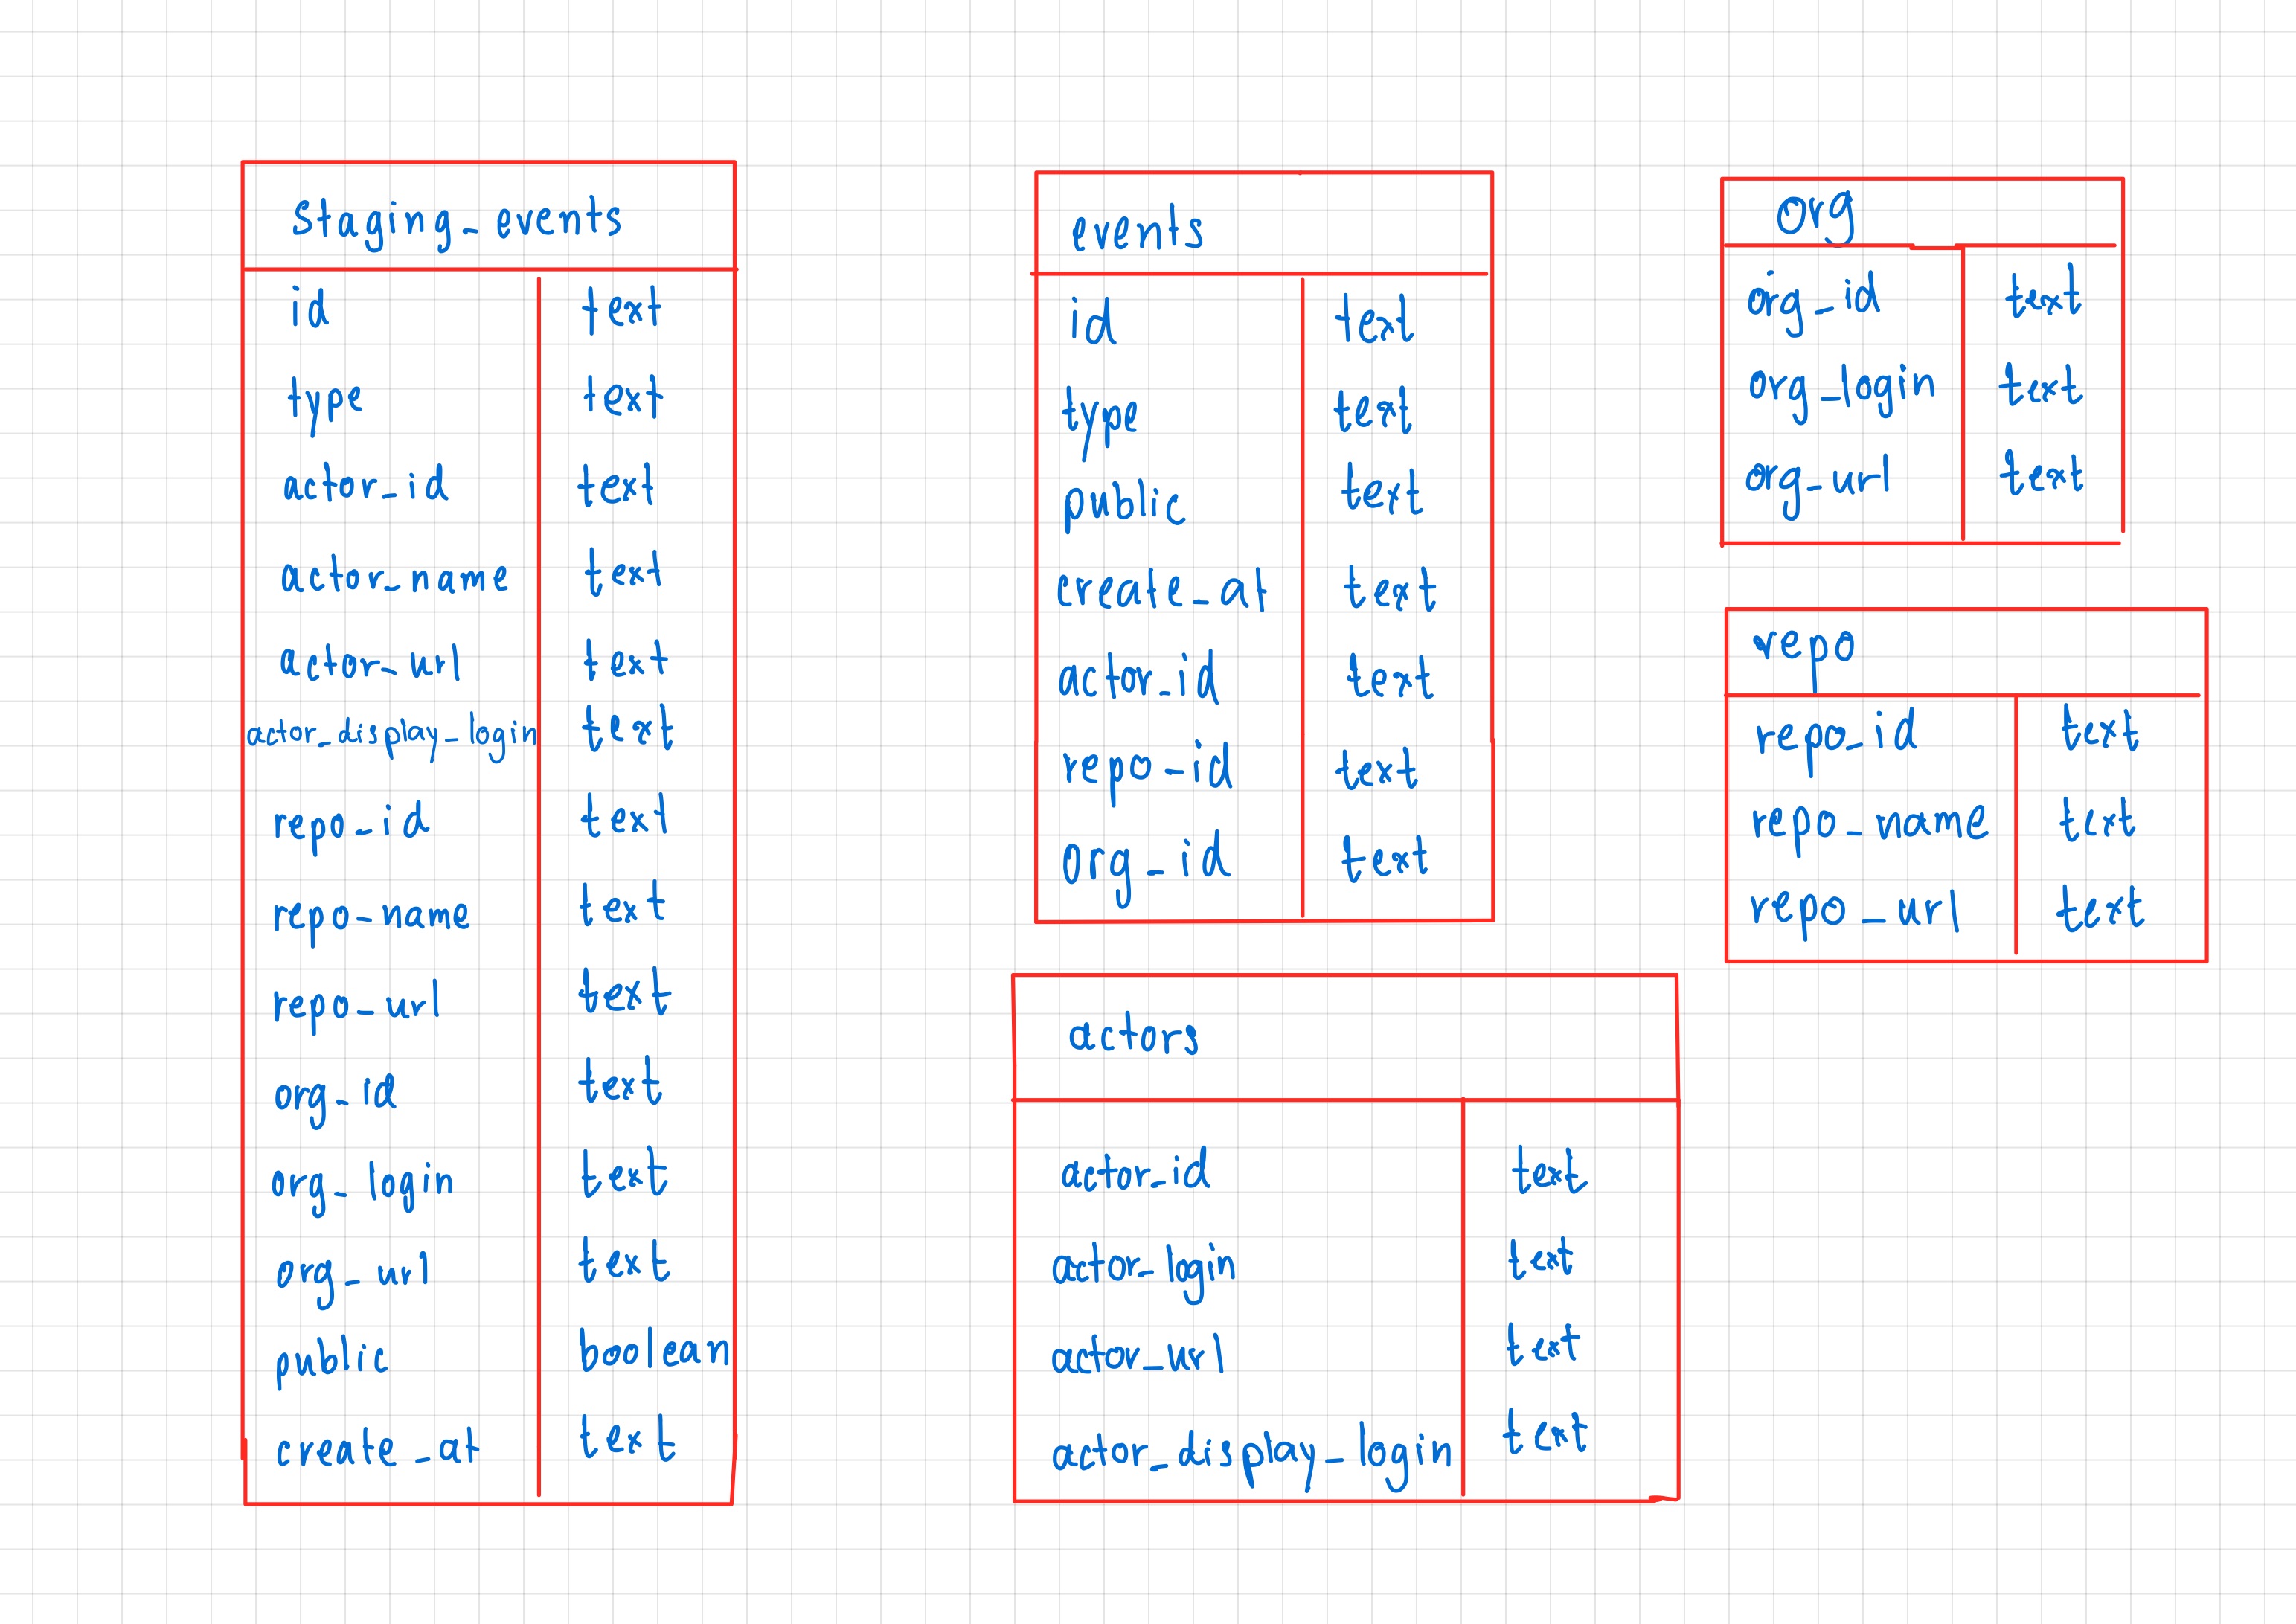 staging_events
id text
type text
actor_id text
actor_name text
actor_url text
actor_display_login text
repo_id text
repo_name text
repo_url text
org_id text
org_login text
org_url text
public boolean
create_at text
events
id text
type text
public text
create_at text
actor_id text
repo_id text
org_id text
actors
actor_id text
actor_login text
actor_url text
actor_display_login text
org
org_id text
org_login text
org_url text
repo
repo_id text
repo_name text
repo_url text